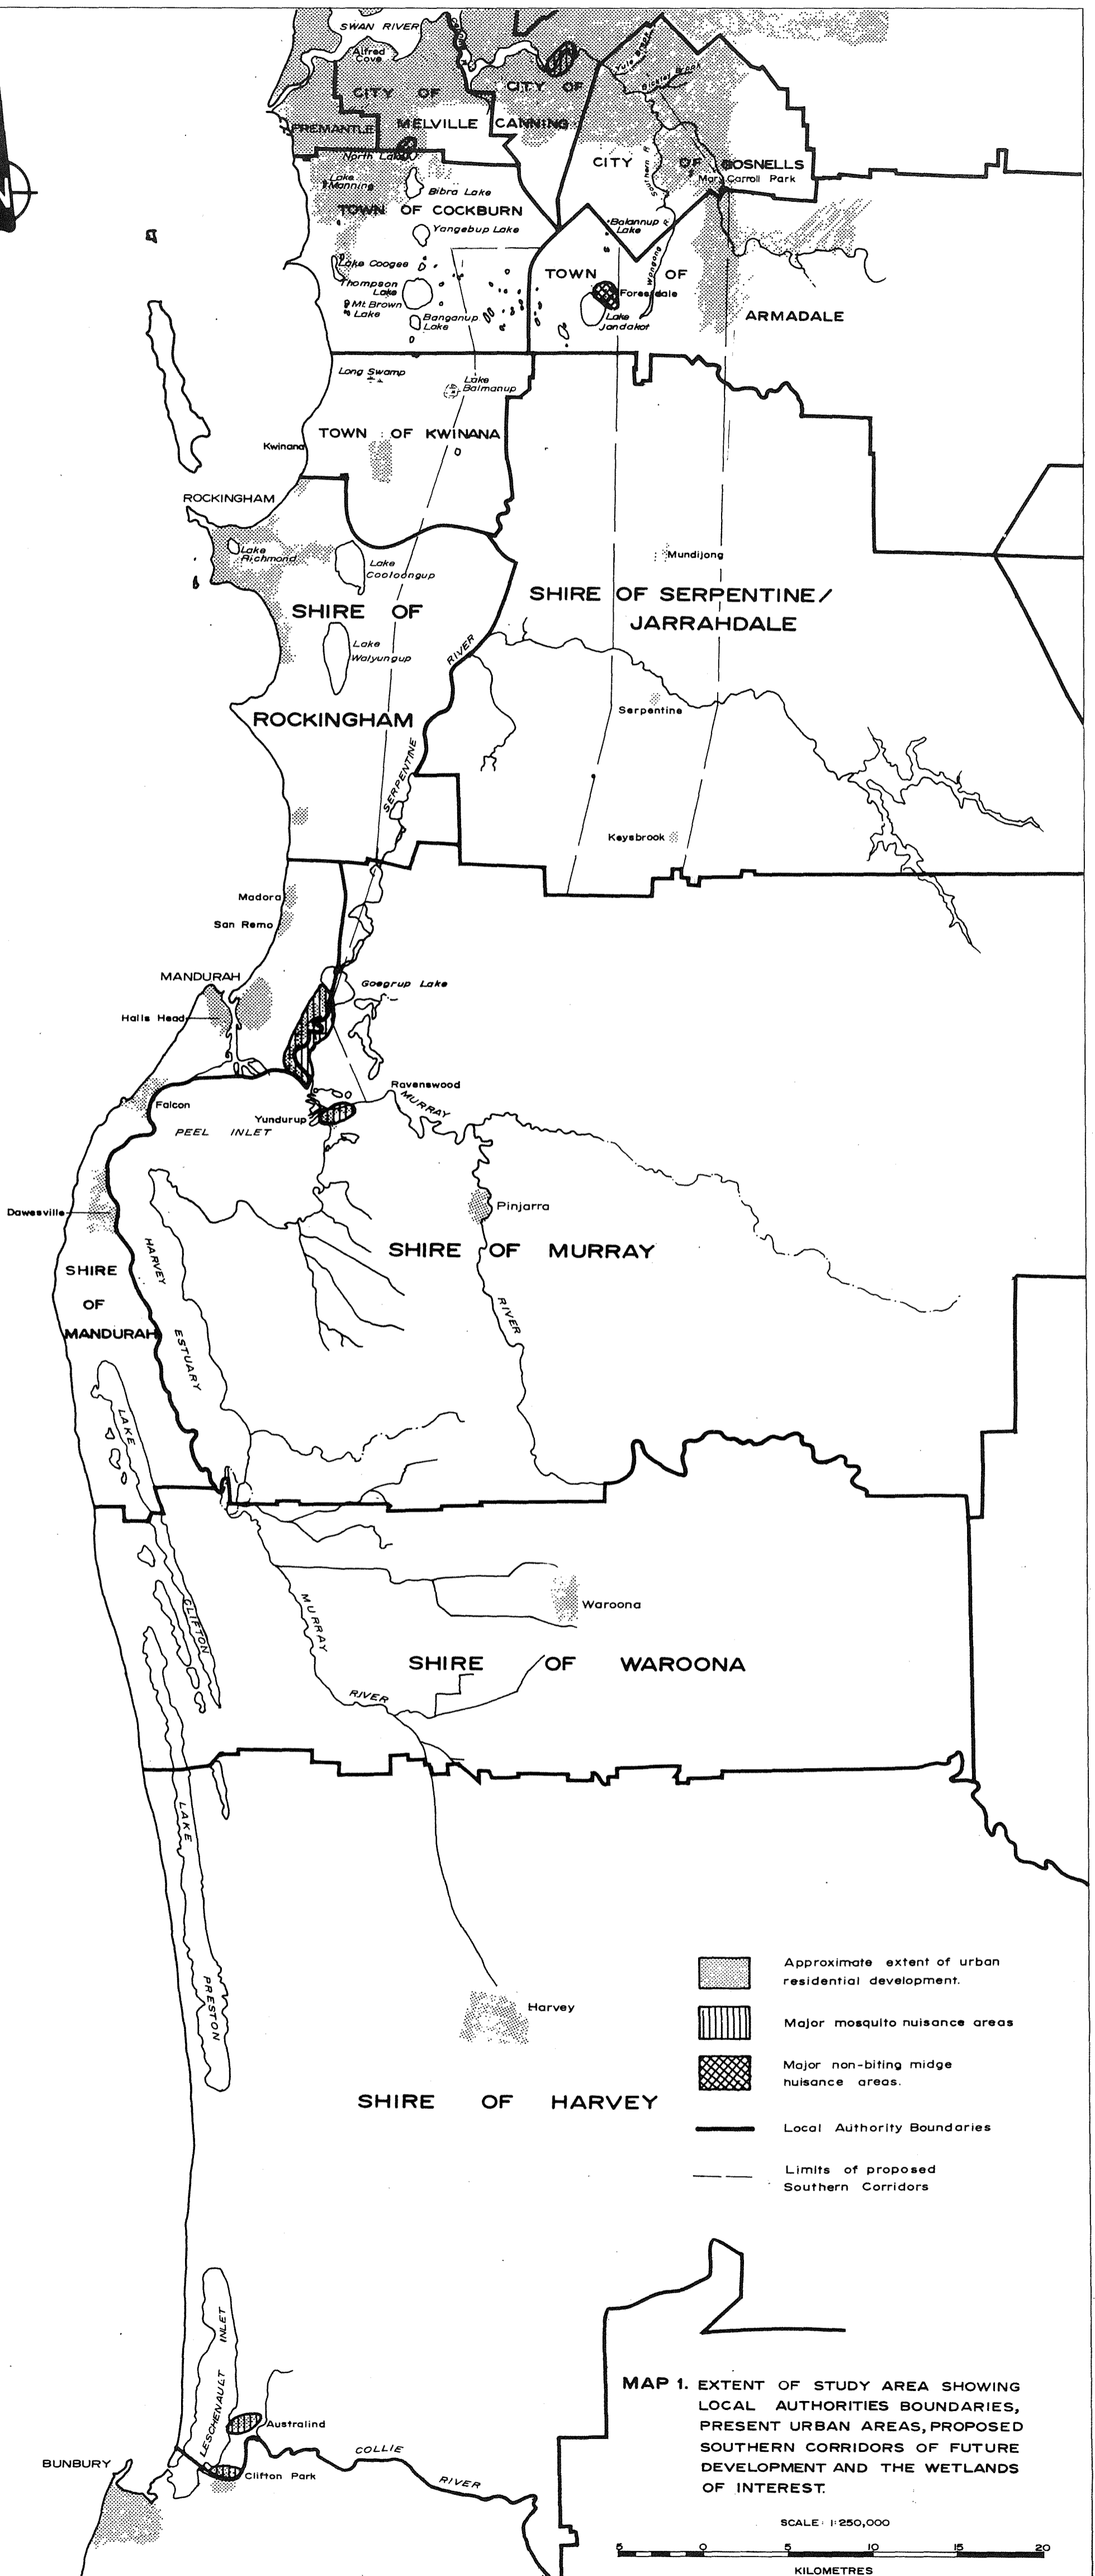 SWAN RIVER
Alfred
Cove
CITY OF
MELVILLE
CITY OF
CANNING
FREMANTLE
Yule Brook
Bickley Brook
CITY OF GOSNELLS
Southern R
Mary Carroll Park
North Lake
Lake
Manning
Bibra Lake
TOWN OF COCKBURN
Yangebup Lake
Balannup
Lake
Lake Coogee
Thompson
Lake
Mt Brown
Lake
Banganup
Lake
TOWN OF
Wongong R.
Forestdale
Lake
Jandakot
ARMADALE
Long Swamp
Lake
Balmanup
TOWN OF KWINANA
Kwinana
ROCKINGHAM
Lake
Richmond
Lake
Cooloongup
Mundijong
SHIRE OF SERPENTINE/
JARRAHDALE
SHIRE OF
Lake
Walyungup
RIVER
Serpentine
ROCKINGHAM
SERPENTINE
Keysbrook
Madora
San Remo
MANDURAH
Goegrup Lake
Halls Head
Ravenswood
MURRAY
Falcon
Yundurup
PEEL INLET
Pinjarra
Dawesville
SHIRE OF MURRAY
HARVEY
SHIRE
OF
MANDURAH
RIVER
ESTUARY
LAKE
MURRAY
Waroona
CLIFTON
SHIRE OF WAROONA
RIVER
LAKE
Approximate extent of urban
residential development.
PRESTON
Harvey
Major mosquito nuisance areas
Major non-biting midge
nuisance areas.
SHIRE OF HARVEY
Local Authority Boundaries
Limits of proposed
Southern Corridors
LESCHENAULT INLET
Australind
BUNBURY
COLLIE
Clifton Park
RIVER
MAP 1. EXTENT OF STUDY AREA SHOWING
LOCAL AUTHORITIES BOUNDARIES,
PRESENT URBAN AREAS, PROPOSED
SOUTHERN CORRIDORS OF FUTURE
DEVELOPMENT AND THE WETLANDS
OF INTEREST.
SCALE: 1:250,000
5 0 5 10 15 20
KILOMETRES